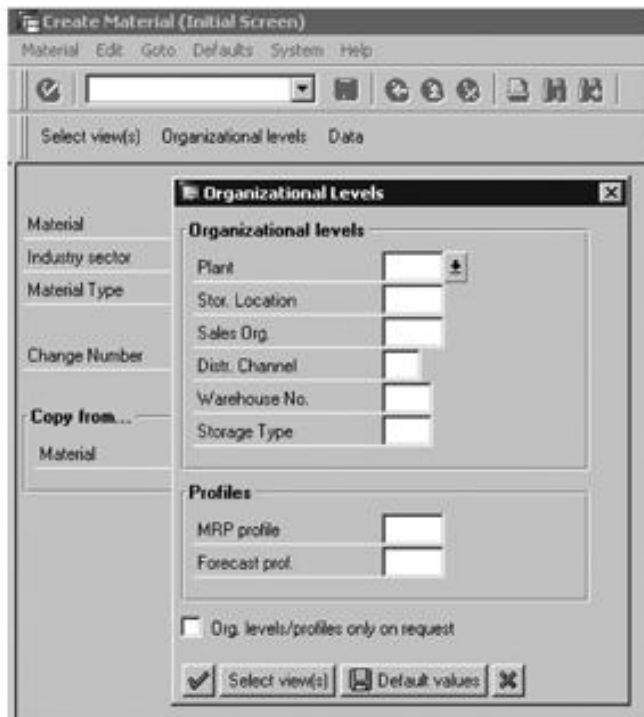 Create Material (Initial Screen)
Material Edit Goto Defaults System Help
Select view(s) Organizational levels Data
Organizational Levels
Material
Industry sector
Material Type
Change Number
Copy from...
Material
Organizational levels
Plant
Stor. Location
Sales Org.
Distr. Channel
Warehouse No.
Storage Type
Profiles
MRP profile
Forecast prof.
Org. levels/profiles only on request
Select view(s) Default values